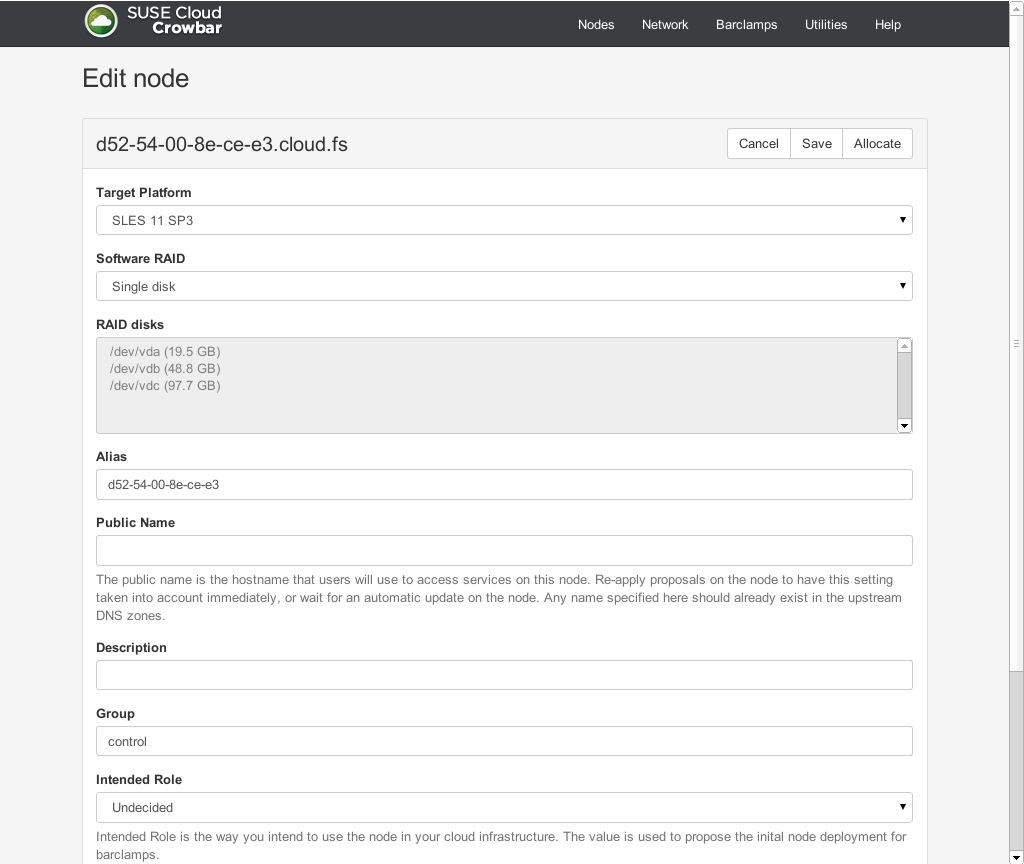 SUSE Cloud
Crowbar
Nodes Network Barclamps Utilities Help
Edit node
d52-54-00-8e-ce-e3.cloud.fs
Cancel Save Allocate
Target Platform
SLES 11 SP3
Software RAID
Single disk
RAID disks
/dev/vda (19.5 GB)
/dev/vdb (48.8 GB)
/dev/vdc (97.7 GB)
Alias
d52-54-00-8e-ce-e3
Public Name
The public name is the hostname that users will use to access services on this node. Re-apply proposals on the node to have this setting
taken into account immediately, or wait for an automatic update on the node. Any name specified here should already exist in the upstream
DNS zones.
Description
Group
control
Intended Role
Undecided
Intended Role is the way you intend to use the node in your cloud infrastructure. The value is used to propose the inital node deployment for
barclamps.